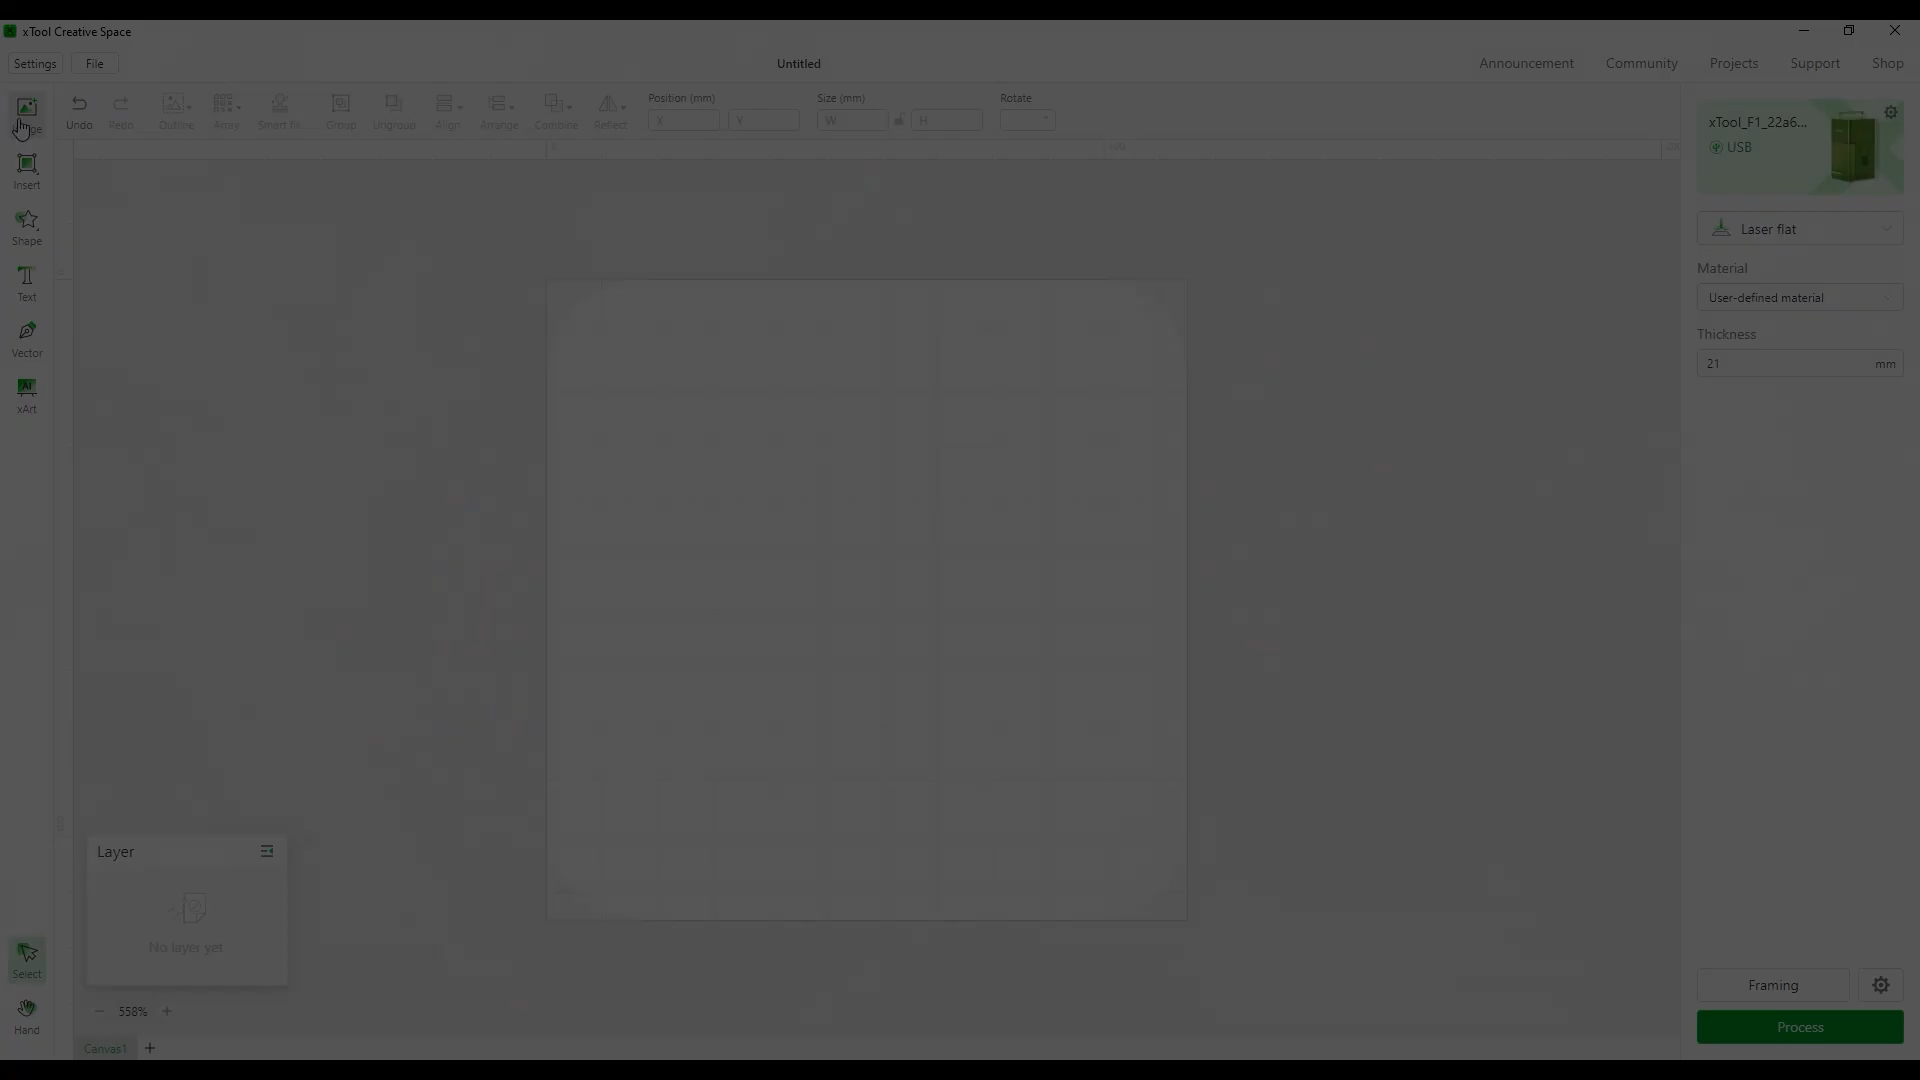 xTool Creative Space
Settings
File
Untitled
Announcement
Community
Projects
Support
Shop
Undo
Redo
Outline
Array
Smart fill
Group
Ungroup
Align
Arrange
Combine
Reflect
Position (mm)
X
Y
Size (mm)
W
H
Rotate
°
Insert
Shape
Text
Vector
AI
xArt
Select
Hand
xTool_F1_22a6...
USB
Laser flat
Material
User-defined material
Thickness
21
mm
Layer
No layer yet
558%
Canvas1
Framing
Process